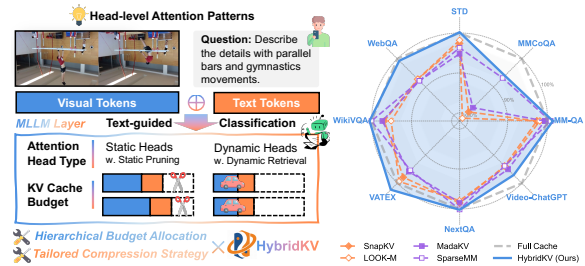 Head-level Attention Patterns
Question: Describe
the details with parallel
bars and gymnastics
movements.
Visual Tokens
Text Tokens
MLLM Layer
Text-guided
Classification
Attention
Head Type
Static Heads
w. Static Pruning
Dynamic Heads
w. Dynamic Retrieval
KV Cache
Budget
Hierarchical Budget Allocation
Tailored Compression Strategy
×
HybridKV
STD
WebQA
MMCoQA
100%
WikiVQA
MM-QA
VATEX
Video-ChatGPT
NextQA
SnapKV
MadaKV
Full Cache
LOOK-M
SparseMM
HybridKV (Ours)